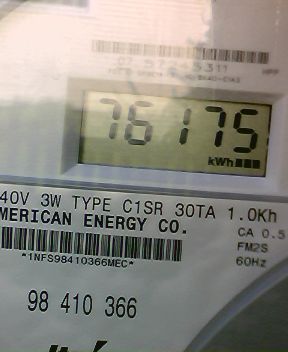 76175
kWh
40V 3W TYPE C1SR 30TA 1.0Kh
MERICAN ENERGY CO.
CA 0.5
FM2S
60Hz
*1NFS98410366MEC*
98 410 366